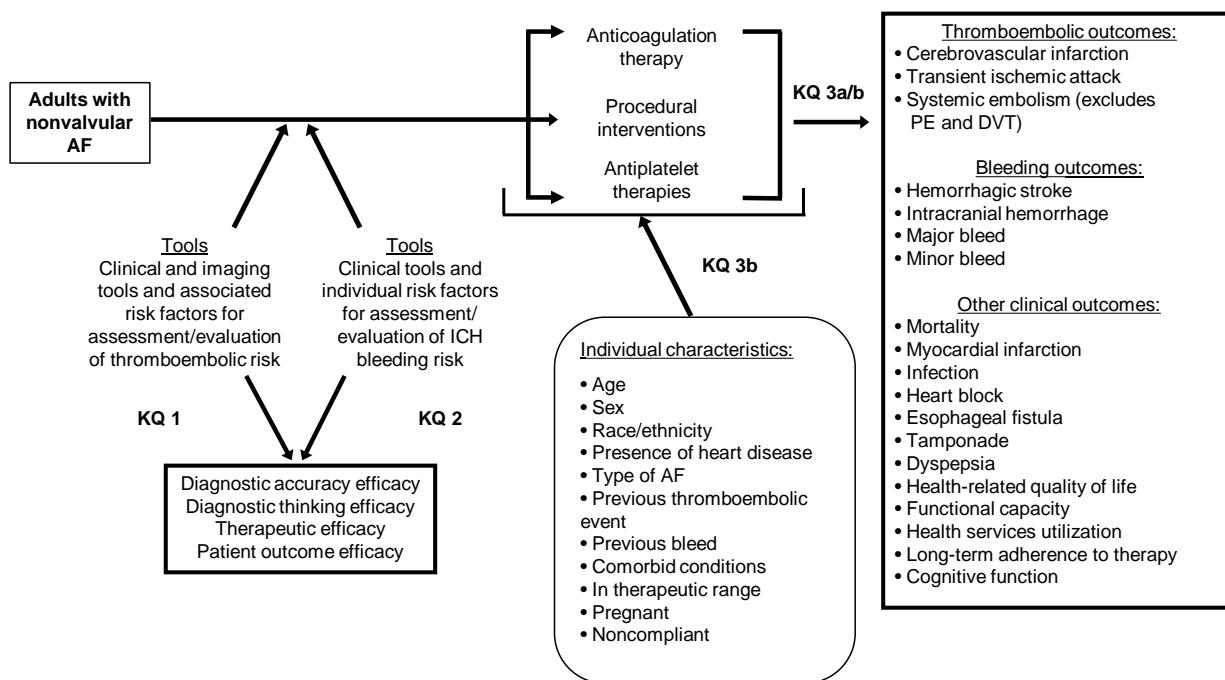 Adults with
nonvalvular
AF
Anticoagulation
therapy
Procedural
interventions
Antiplatelet
therapies
KQ 3a/b
KQ 3b
Tools
Clinical and imaging
tools and associated
risk factors for
assessment/evaluation
of thromboembolic risk
Tools
Clinical tools and
individual risk factors
for assessment/
evaluation of ICH
bleeding risk
KQ 1
KQ 2
Diagnostic accuracy efficacy
Diagnostic thinking efficacy
Therapeutic efficacy
Patient outcome efficacy
Individual characteristics:
• Age
• Sex
• Race/ethnicity
• Presence of heart disease
• Type of AF
• Previous thromboembolic
event
• Previous bleed
• Comorbid conditions
• In therapeutic range
• Pregnant
• Noncompliant
Thromboembolic outcomes:
• Cerebrovascular infarction
• Transient ischemic attack
• Systemic embolism (excludes
PE and DVT)
Bleeding outcomes:
• Hemorrhagic stroke
• Intracranial hemorrhage
• Major bleed
• Minor bleed
Other clinical outcomes:
• Mortality
• Myocardial infarction
• Infection
• Heart block
• Esophageal fistula
• Tamponade
• Dyspepsia
• Health-related quality of life
• Functional capacity
• Health services utilization
• Long-term adherence to therapy
• Cognitive function